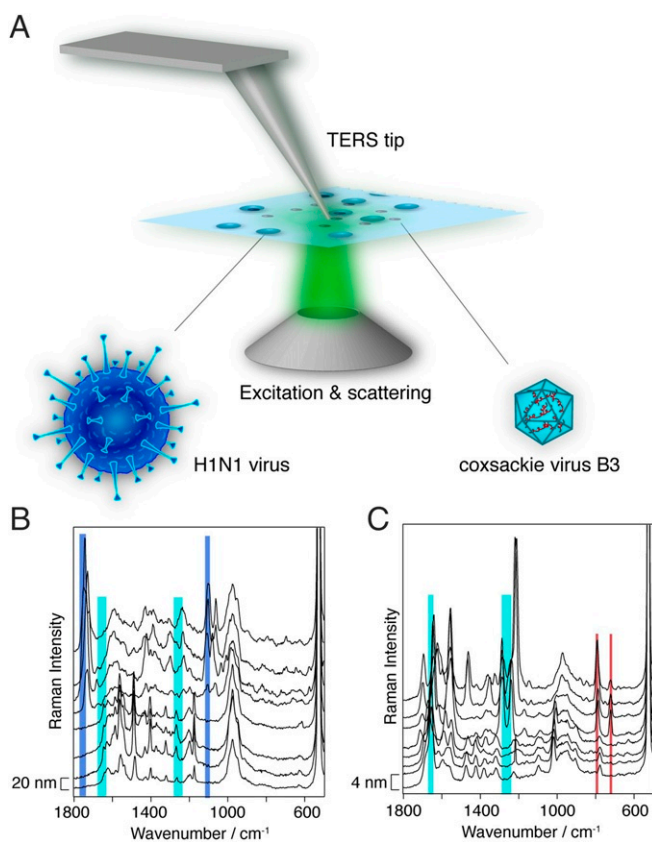 A
TERS tip
Excitation & scattering
H1N1 virus
coxsackie virus B3
B
Raman Intensity
20 nm
1800 1400 1000 600
Wavenumber / cm-1
C
Raman Intensity
4 nm
1800 1400 1000 600
Wavenumber / cm-1